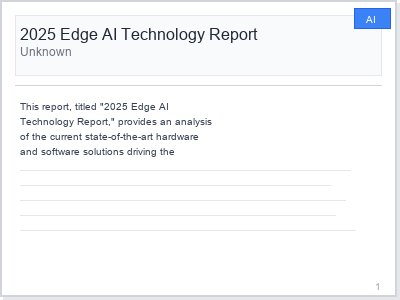 AI
2025 Edge AI Technology Report
Unknown
This report, titled "2025 Edge AI
Technology Report," provides an analysis
of the current state-of-the-art hardware
and software solutions driving the
1